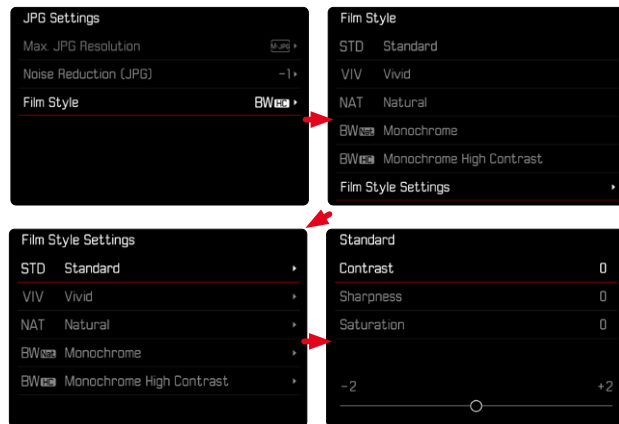 JPG Settings
Max. JPG Resolution M-JPG
Noise Reduction (JPG) -1
Film Style BW HC
Film Style
STD Standard
VIV Vivid
NAT Natural
BW Nat Monochrome
BW HC Monochrome High Contrast
Film Style Settings
Film Style Settings
STD Standard
VIV Vivid
NAT Natural
BW Nat Monochrome
BW HC Monochrome High Contrast
Standard
Contrast 0
Sharpness 0
Saturation 0
-2 +2